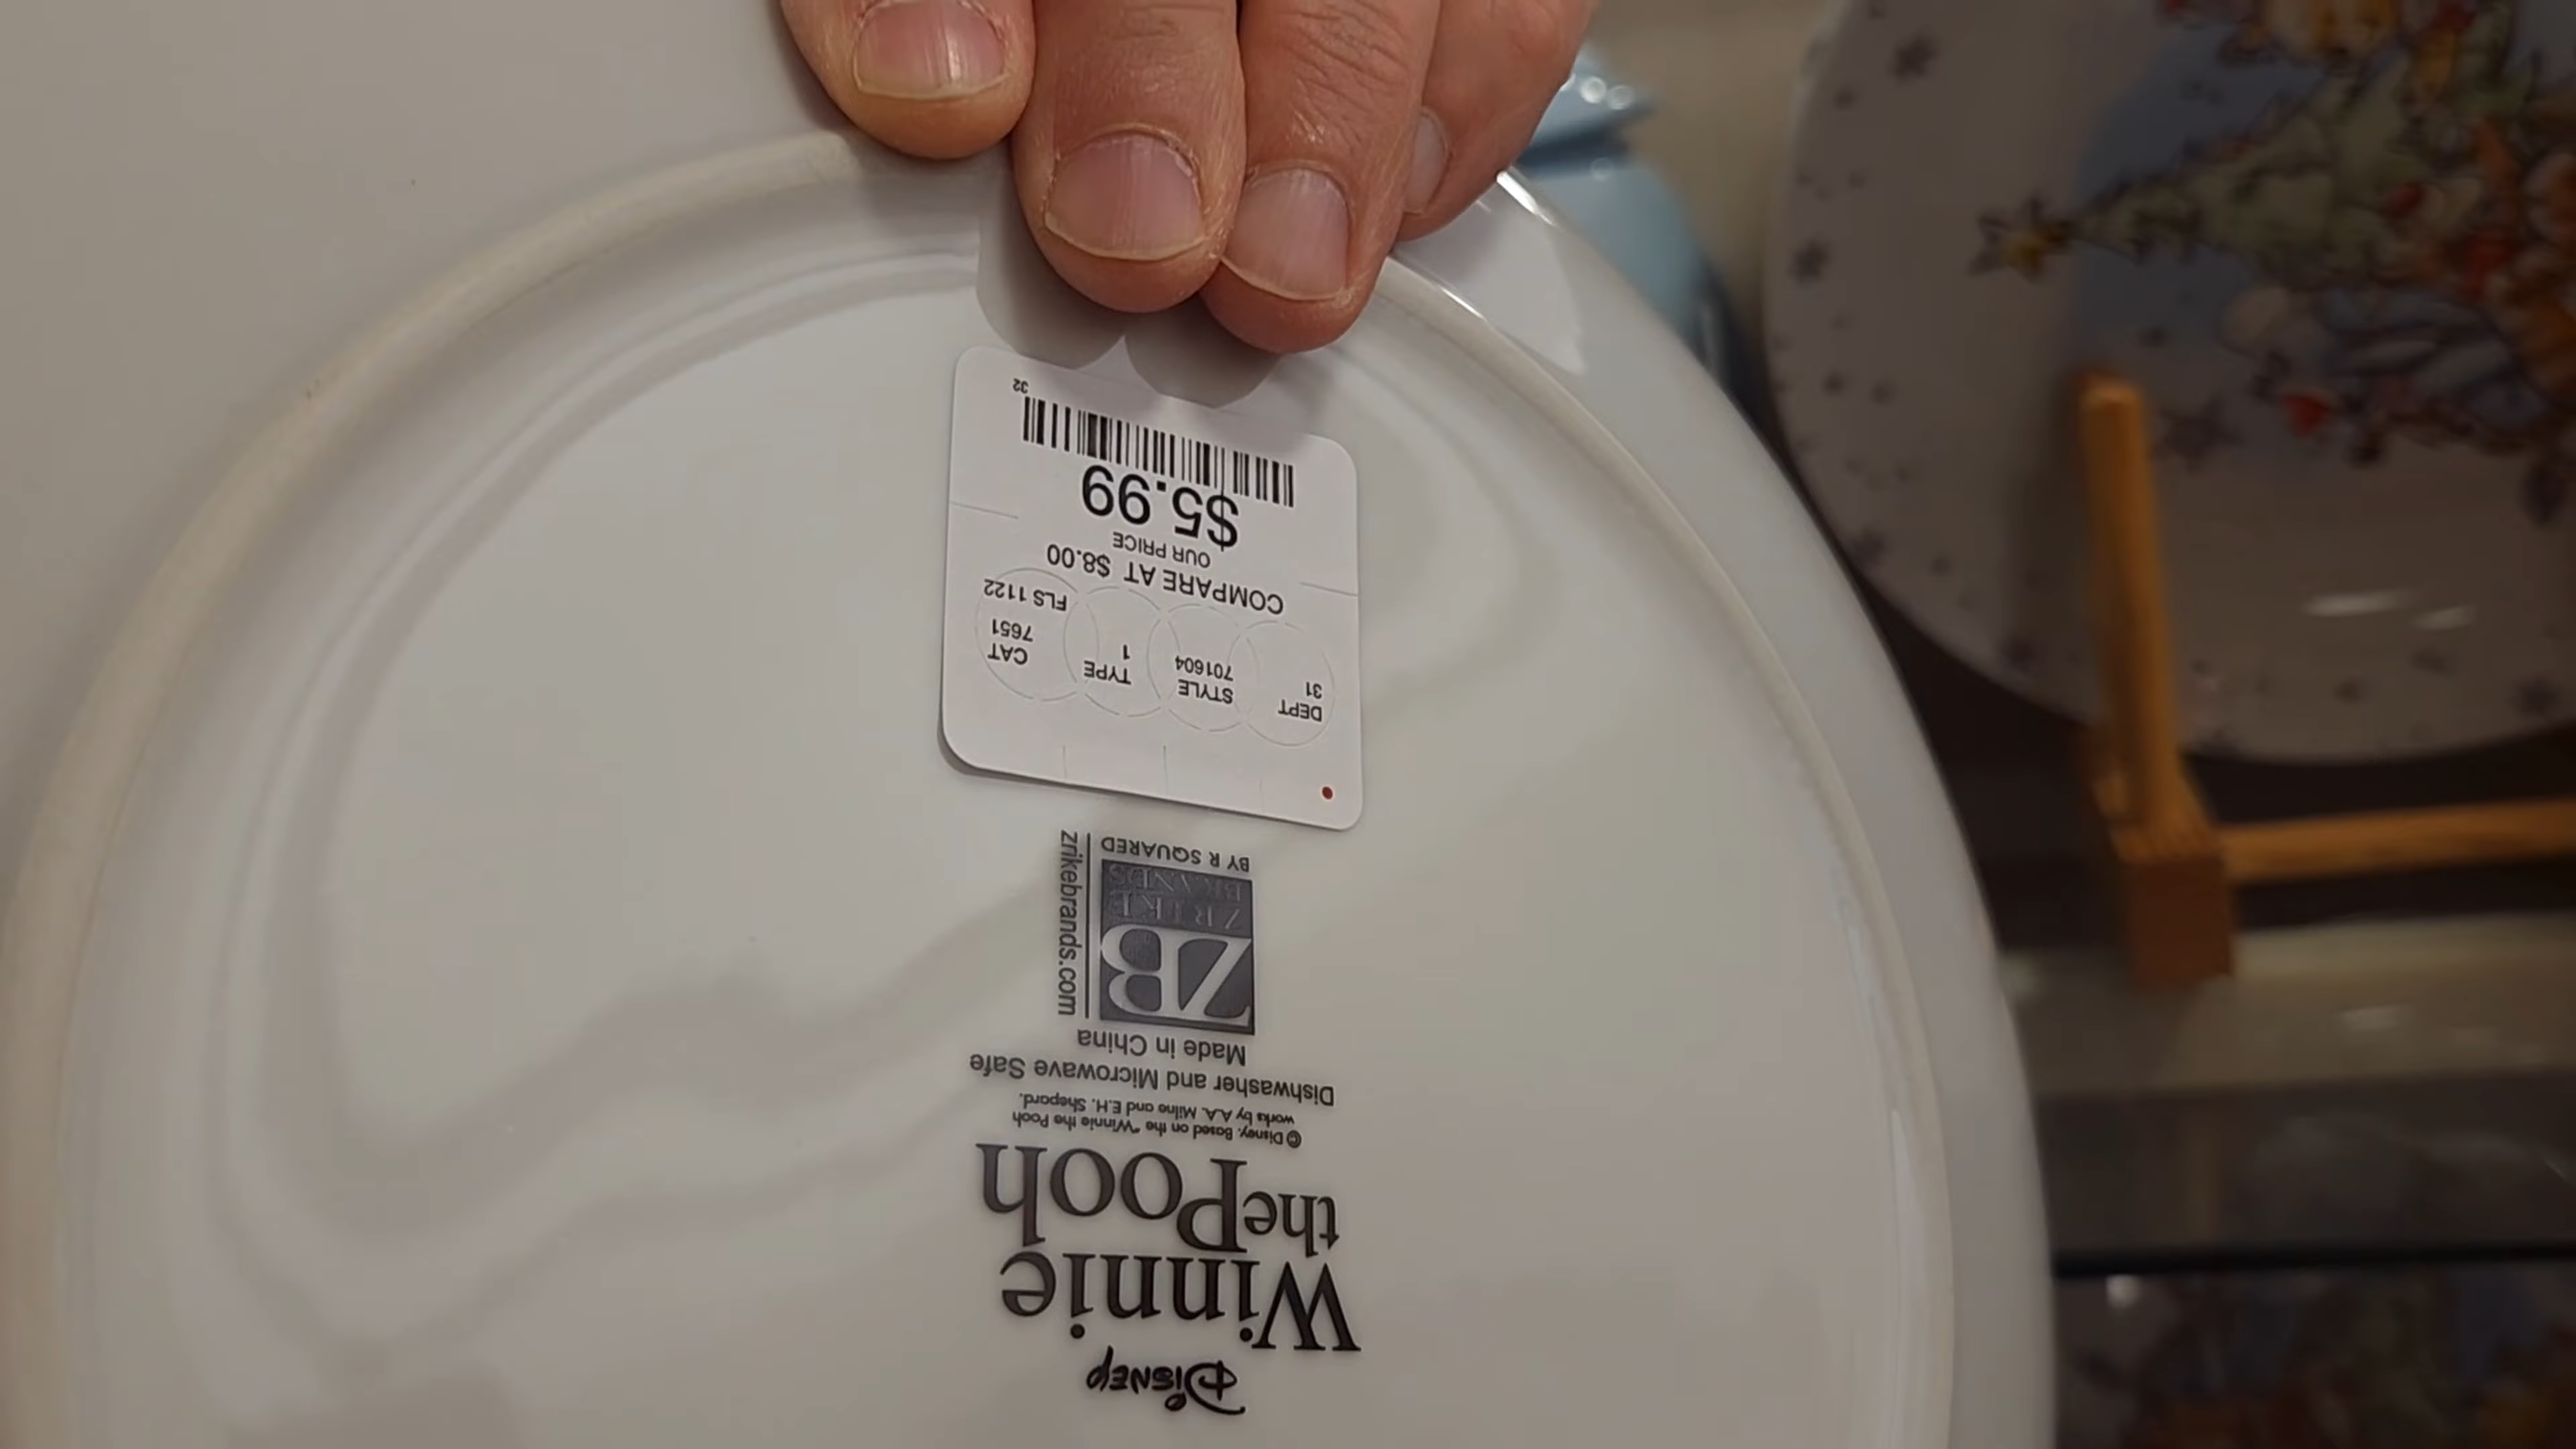 Disney
Winnie
the Pooh
© Disney. Based on the "Winnie the Pooh"
works by A.A. Milne and E.H. Shepard.
Dishwasher and Microwave Safe
Made in China
ZB
ZRIKE
BRANDS
BY R SQUARED
zrikebrands.com
DEPT
31
STYLE
701604
TYPE
1
CAT
7651
FLS 1122
COMPARE AT $8.00
OUR PRICE
$5.99
32